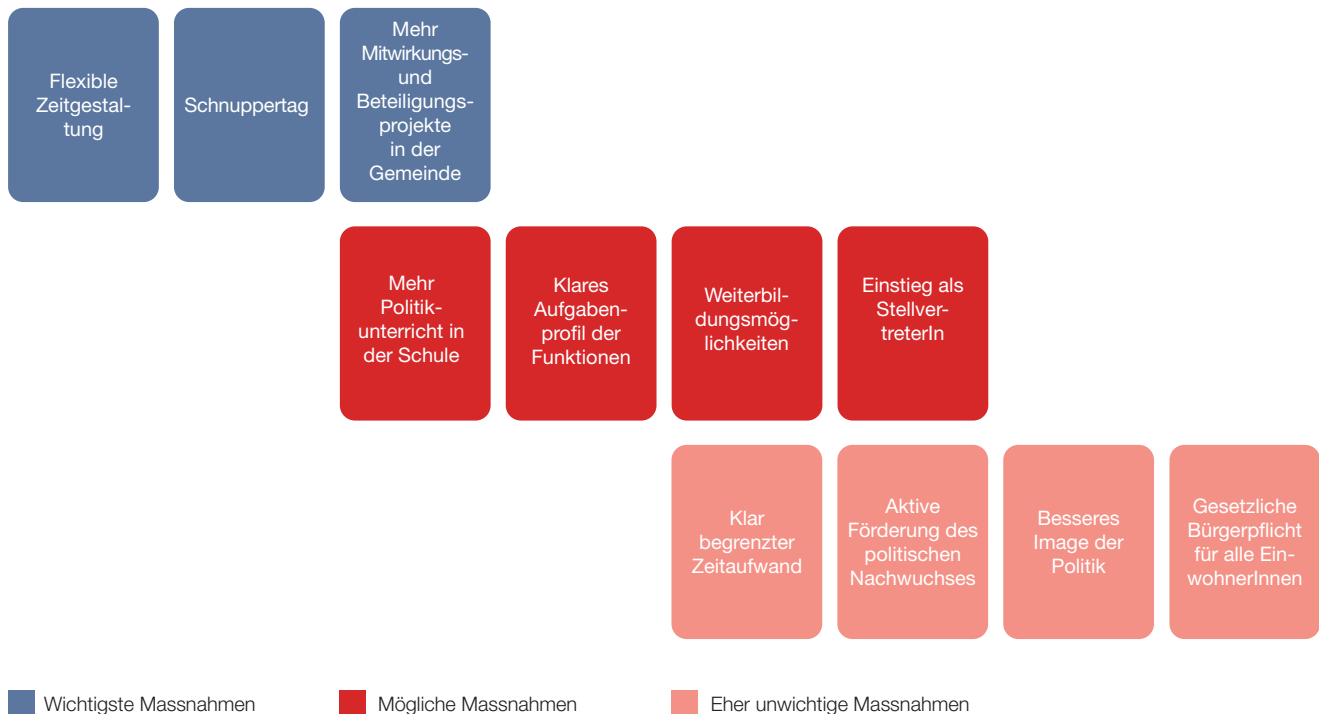 Flexible
Zeitgestal-
tung
Schnuppertag
Mehr
Mitwirkungs-
und
Beteiligungs-
projekte
in der
Gemeinde
Mehr
Politik-
unterricht in
der Schule
Klares
Aufgaben-
profil der
Funktionen
Weiterbil-
dungsmög-
lichkeiten
Einstieg als
Stellver-
treterIn
Klar
begrenzter
Zeitaufwand
Aktive
Förderung des
politischen
Nachwuchses
Besseres
Image der
Politik
Gesetzliche
Bürgerpflicht
für alle Ein-
wohnerInnen
Wichtigste Massnahmen
Mögliche Massnahmen
Eher unwichtige Massnahmen